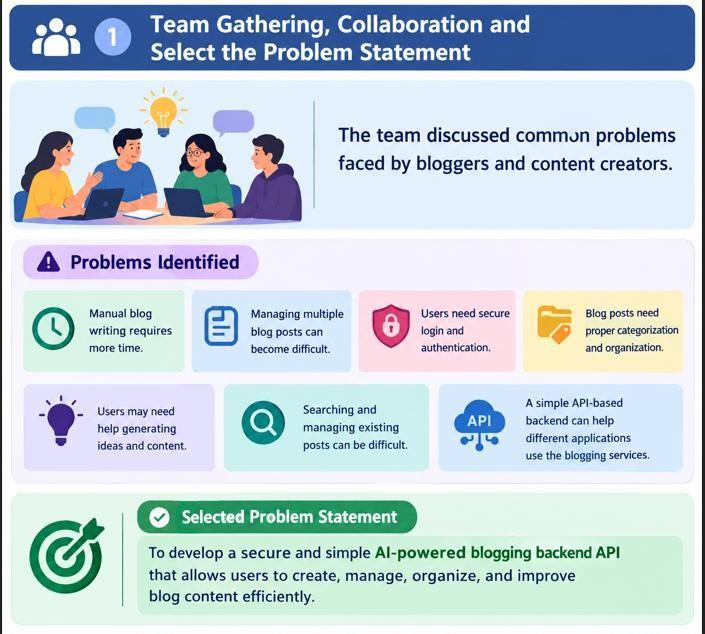 1
Team Gathering, Collaboration and
Select the Problem Statement
The team discussed common problems
faced by bloggers and content creators.
Problems Identified
Manual blog
writing requires
more time.
Managing multiple
blog posts can
become difficult.
Users need secure
login and
authentication.
Blog posts need
proper categorization
and organization.
Users may need
help generating
ideas and content.
Searching and
managing existing
posts can be difficult.
API
A simple API-based
backend can help
different applications
use the blogging services.
Selected Problem Statement
To develop a secure and simple AI-powered blogging backend API
that allows users to create, manage, organize, and improve
blog content efficiently.